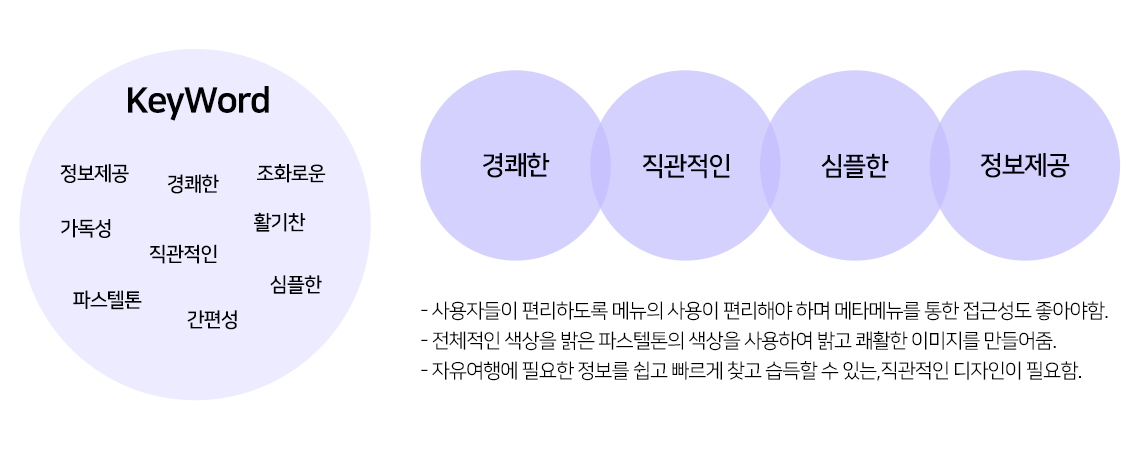 KeyWord
정보제공
경쾌한
조화로운
가독성
활기찬
직관적인
심플한
파스텔톤
간편성
경쾌한
직관적인
심플한
정보제공
- 사용자들이 편리하도록 메뉴의 사용이 편리해야 하며 메타메뉴를 통한 접근성도 좋아야함.
- 전체적인 색상을 밝은 파스텔톤의 색상을 사용하여 밝고 쾌활한 이미지를 만들어줌.
- 자유여행에 필요한 정보를 쉽고 빠르게 찾고 습득할 수 있는,직관적인 디자인이 필요함.